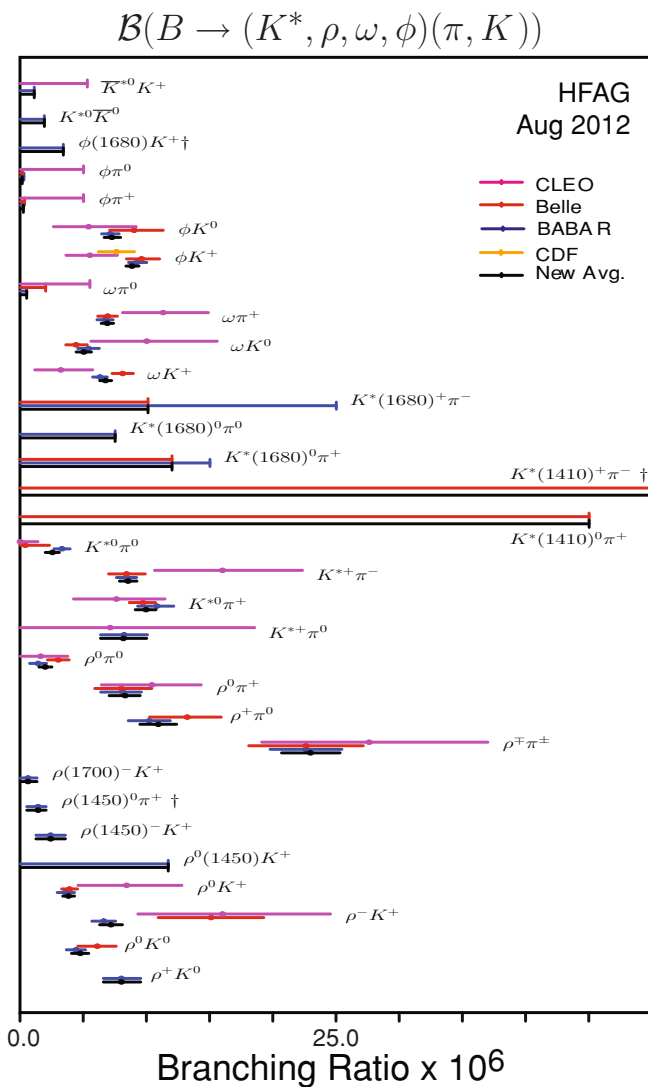 ℬ(B → (K*, ρ, ω, ϕ)(π, K))
HFAG
Aug 2012
CLEO
Belle
BABAR
CDF
New Avg.
K̅*⁰K⁺
K*⁰K̅⁰
ϕ(1680)K⁺†
ϕπ⁰
ϕπ⁺
ϕK⁰
ϕK⁺
ωπ⁰
ωπ⁺
ωK⁰
ωK⁺
K*(1680)⁺π⁻
K*(1680)⁰π⁰
K*(1680)⁰π⁺
K*(1410)⁺π⁻ †
K*(1410)⁰π⁺
K*⁰π⁰
K*⁺π⁻
K*⁰π⁺
K*⁺π⁰
ρ⁰π⁰
ρ⁰π⁺
ρ⁺π⁰
ρ∓π±
ρ(1700)⁻K⁺
ρ(1450)⁰π⁺ †
ρ(1450)⁻K⁺
ρ⁰(1450)K⁺
ρ⁰K⁺
ρ⁻K⁺
ρ⁰K⁰
ρ⁺K⁰
0.0 25.0
Branching Ratio x 10⁶